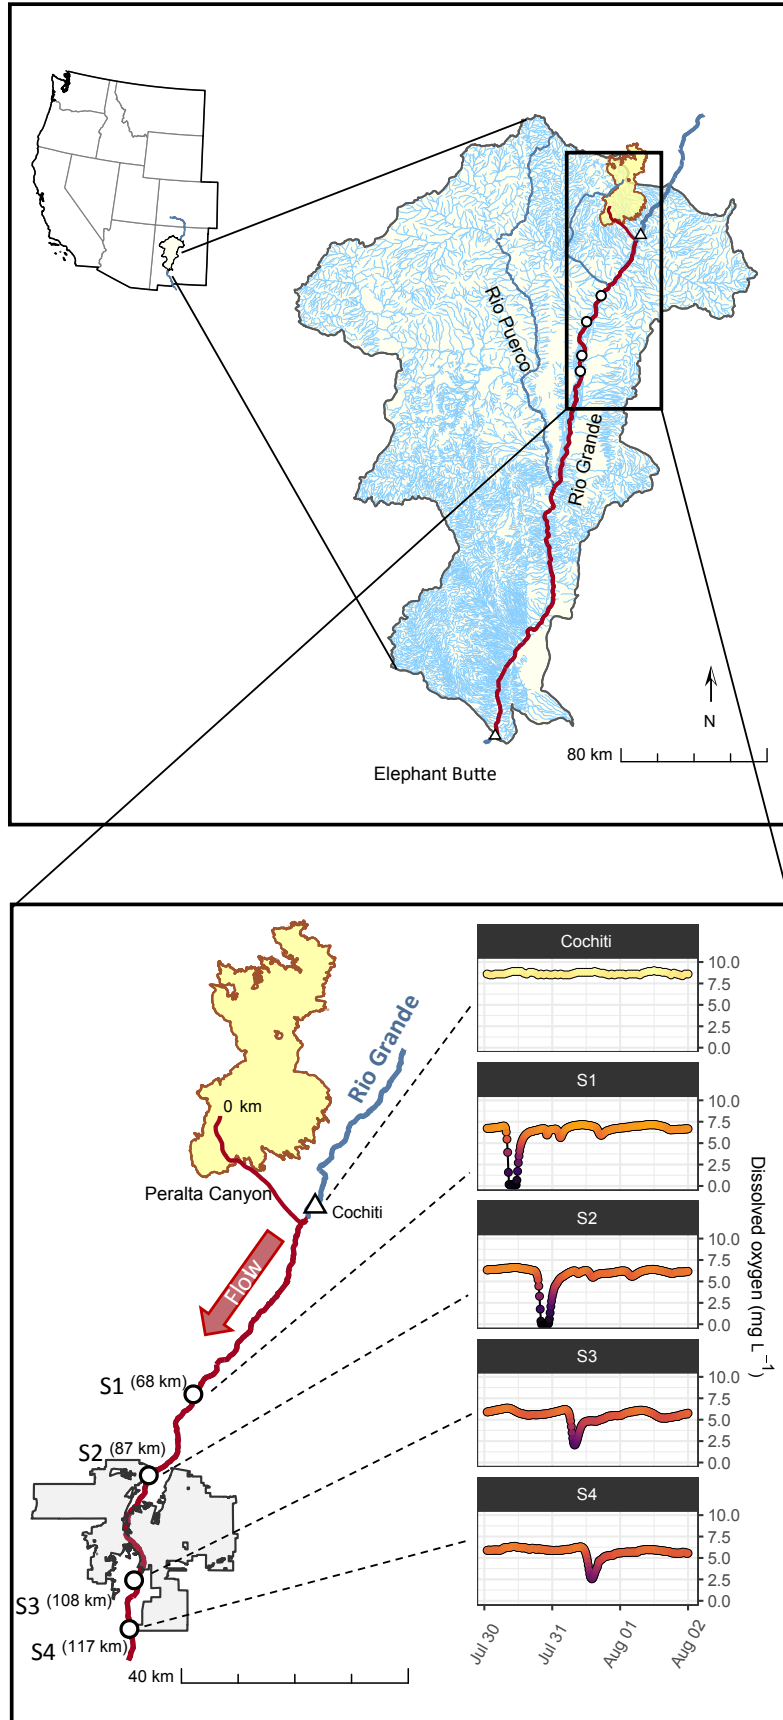 Rio Puerco
Rio Grande
N
80 km
Elephant Butte
Cochiti
10.0
7.5
5.0
2.5
0.0
S1
10.0
7.5
5.0
2.5
0.0
S2
10.0
7.5
5.0
2.5
0.0
S3
10.0
7.5
5.0
2.5
0.0
S4
10.0
7.5
5.0
2.5
0.0
Jul 30
Jul 31
Aug 01
Aug 02
Dissolved oxygen (mg L⁻¹)
Rio Grande
0 km
Peralta Canyon
Cochiti
Flow
S1 (68 km)
S2 (87 km)
S3 (108 km)
S4 (117 km)
40 km